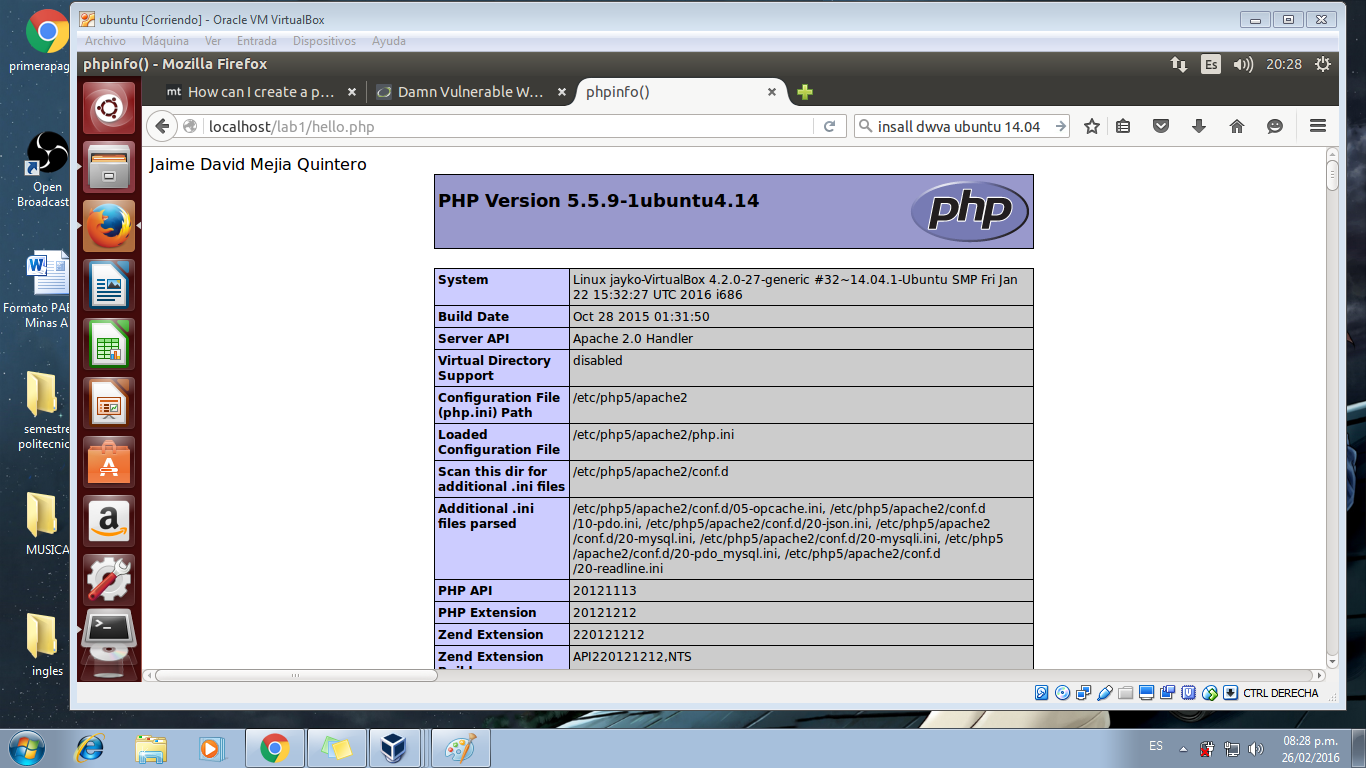 ubuntu [Corriendo] - Oracle VM VirtualBox
Archivo Máquina Ver Entrada Dispositivos Ayuda
phpinfo() - Mozilla Firefox
Es
20:28
mt How can I create a p...
Damn Vulnerable W...
phpinfo()
localhost/lab1/hello.php
insall dwva ubuntu 14.04
Jaime David Mejia Quintero
PHP Version 5.5.9-1ubuntu4.14
php
System
Linux jayko-VirtualBox 4.2.0-27-generic #32~14.04.1-Ubuntu SMP Fri Jan
22 15:32:27 UTC 2016 i686
Build Date
Oct 28 2015 01:31:50
Server API
Apache 2.0 Handler
Virtual Directory
Support
disabled
Configuration File
(php.ini) Path
/etc/php5/apache2
Loaded
Configuration File
/etc/php5/apache2/php.ini
Scan this dir for
additional .ini files
/etc/php5/apache2/conf.d
Additional .ini
files parsed
/etc/php5/apache2/conf.d/05-opcache.ini, /etc/php5/apache2/conf.d
/10-pdo.ini, /etc/php5/apache2/conf.d/20-json.ini, /etc/php5/apache2
/conf.d/20-mysql.ini, /etc/php5/apache2/conf.d/20-mysqli.ini, /etc/php5
/apache2/conf.d/20-pdo_mysql.ini, /etc/php5/apache2/conf.d
/20-readline.ini
PHP API
20121113
PHP Extension
20121212
Zend Extension
220121212
Zend Extension
API220121212,NTS
CTRL DERECHA
primerapag
Open
Broadcast
Formato PAE
Minas A
semestre
politecnic
MUSICA
ingles
ES
08:28 p.m.
26/02/2016